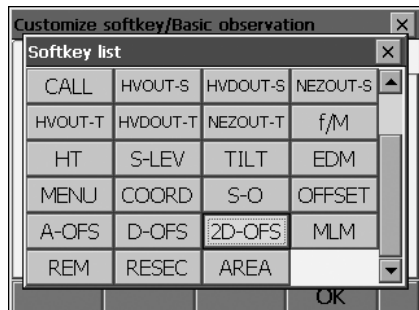 Customize softkey/Basic observation
Softkey list
CALL HVOUT-S HVDOUT-S NEZOUT-S
HVOUT-T HVDOUT-T NEZOUT-T f/M
HT S-LEV TILT EDM
MENU COORD S-O OFFSET
A-OFS D-OFS 2D-OFS MLM
REM RESEC AREA
OK